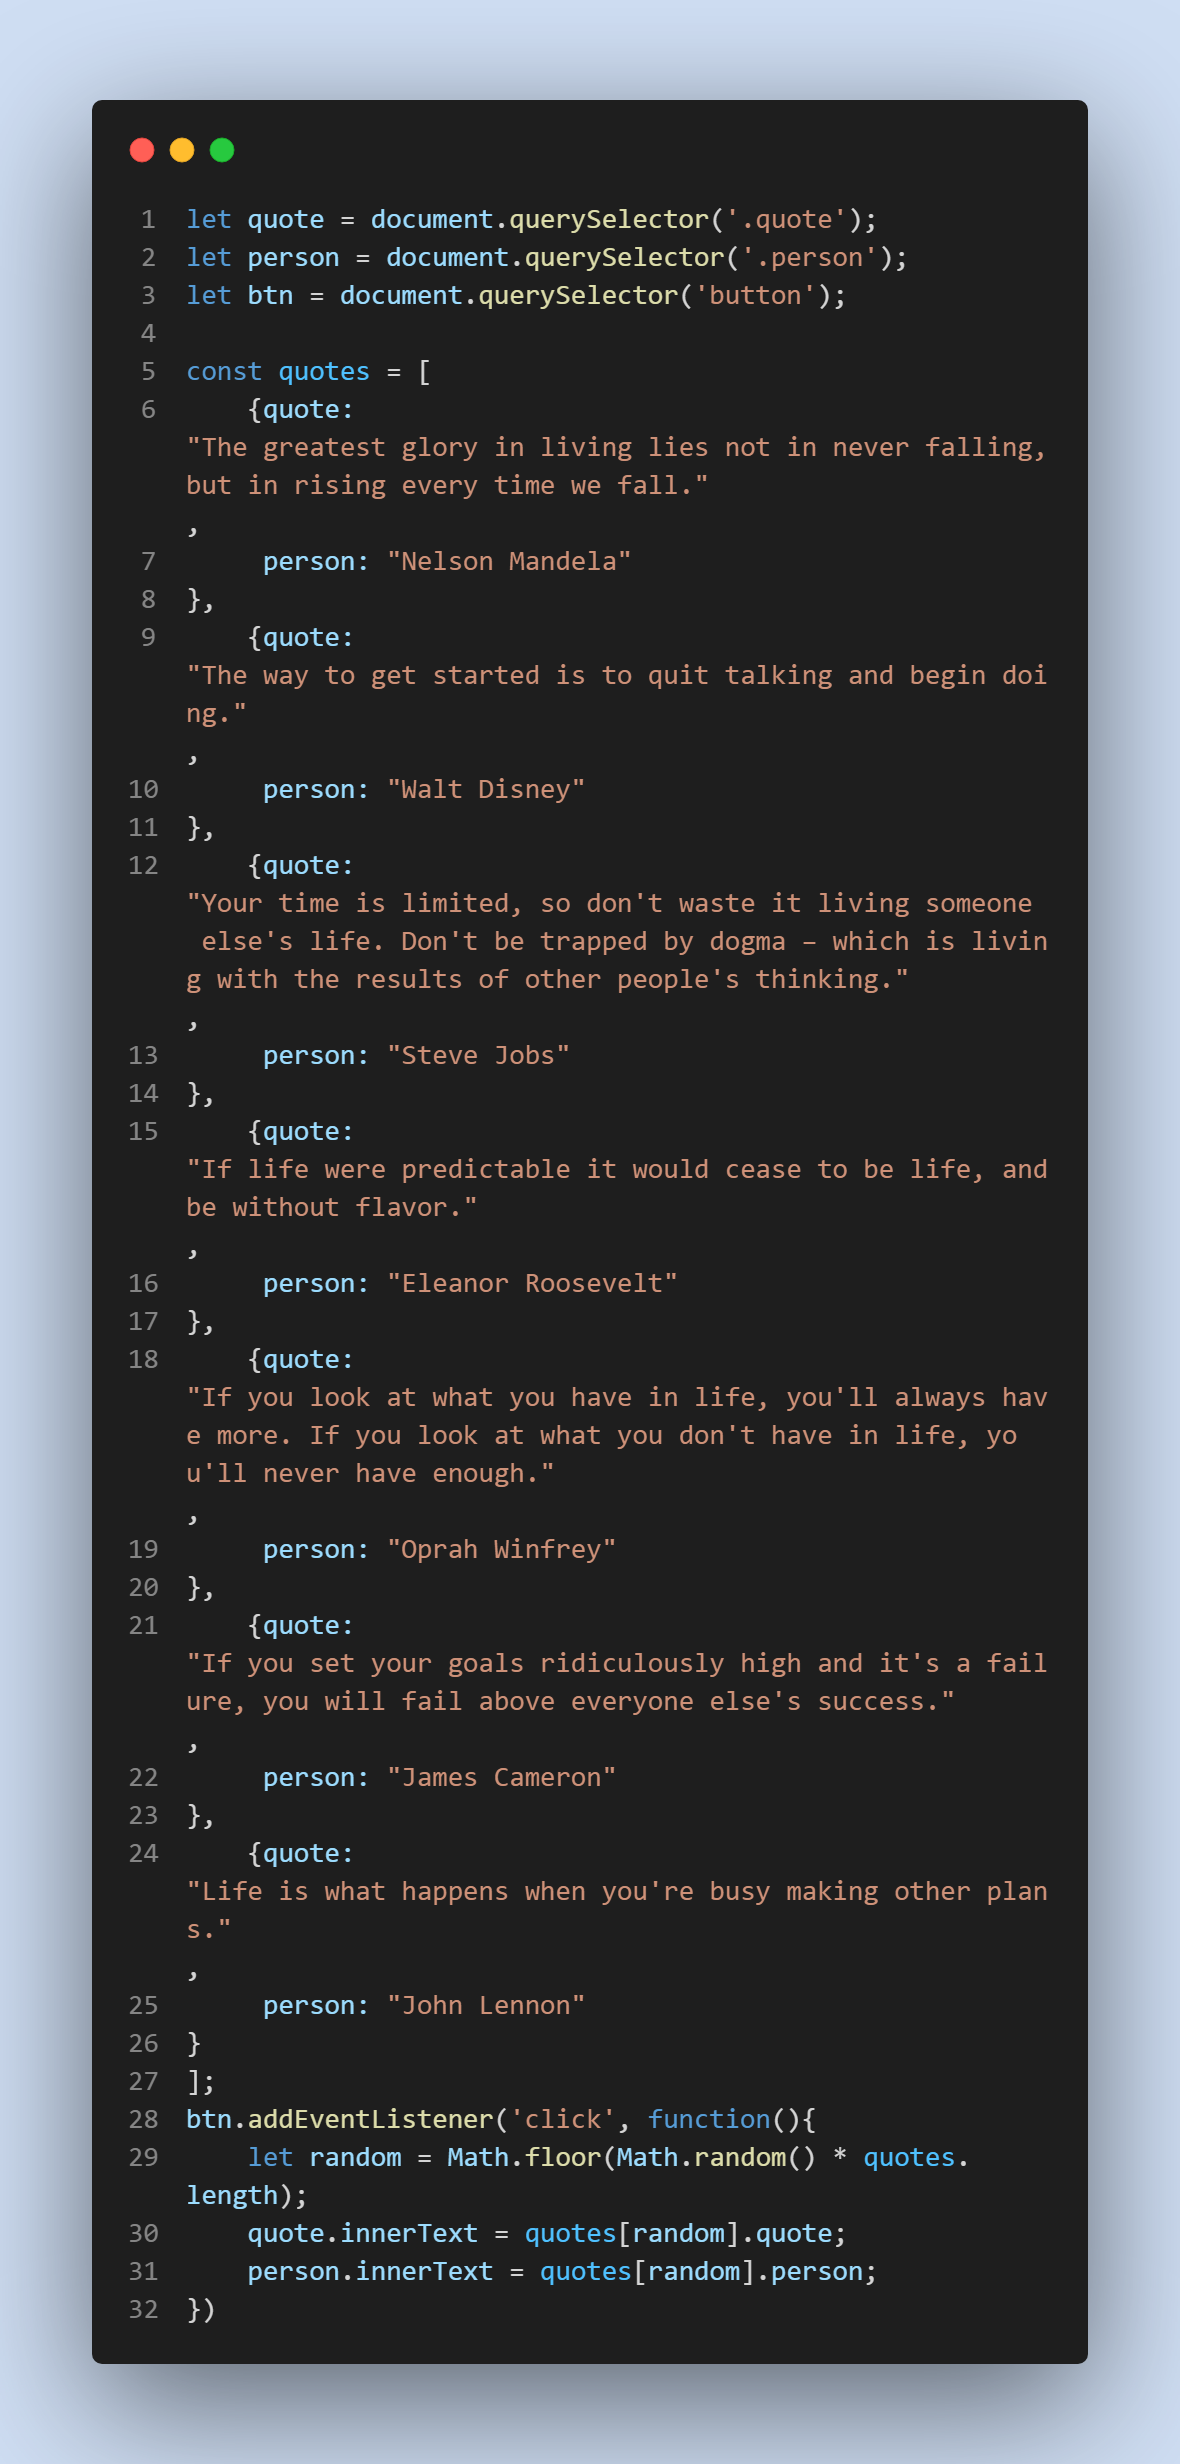 1 let quote = document.querySelector('.quote');
2 let person = document.querySelector('.person');
3 let btn = document.querySelector('button');
4
5 const quotes = [
6     {quote:
"The greatest glory in living lies not in never falling,
but in rising every time we fall."
,
7      person: "Nelson Mandela"
8 },
9     {quote:
"The way to get started is to quit talking and begin doi
ng."
,
10      person: "Walt Disney"
11 },
12     {quote:
"Your time is limited, so don't waste it living someone
 else's life. Don't be trapped by dogma – which is livin
g with the results of other people's thinking."
,
13      person: "Steve Jobs"
14 },
15     {quote:
"If life were predictable it would cease to be life, and
be without flavor."
,
16      person: "Eleanor Roosevelt"
17 },
18     {quote:
"If you look at what you have in life, you'll always hav
e more. If you look at what you don't have in life, yo
u'll never have enough."
,
19      person: "Oprah Winfrey"
20 },
21     {quote:
"If you set your goals ridiculously high and it's a fail
ure, you will fail above everyone else's success."
,
22      person: "James Cameron"
23 },
24     {quote:
"Life is what happens when you're busy making other plan
s."
,
25      person: "John Lennon"
26 }
27 ];
28 btn.addEventListener('click', function(){
29     let random = Math.floor(Math.random() * quotes.
length);
30     quote.innerText = quotes[random].quote;
31     person.innerText = quotes[random].person;
32 })